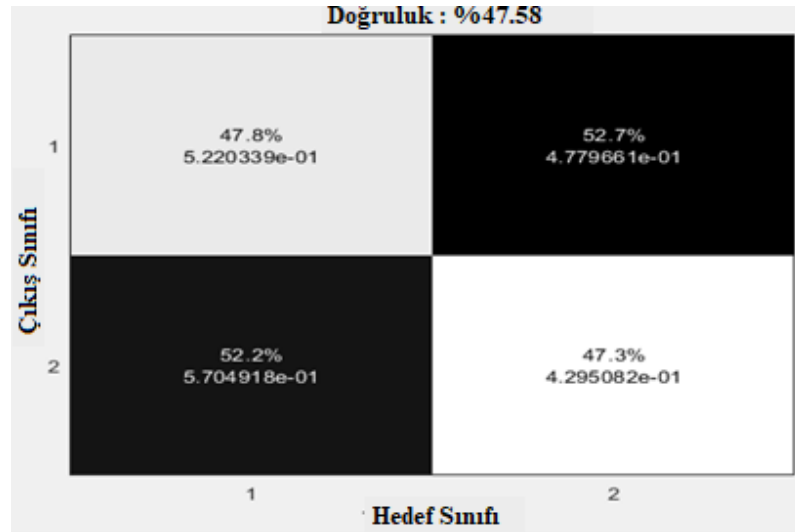 Doğruluk : %47.58
1
47.8%
5.220339e-01
52.7%
4.779661e-01
Çıkış Sınıfı
2
52.2%
5.704918e-01
47.3%
4.295082e-01
1
2
Hedef Sınıfı